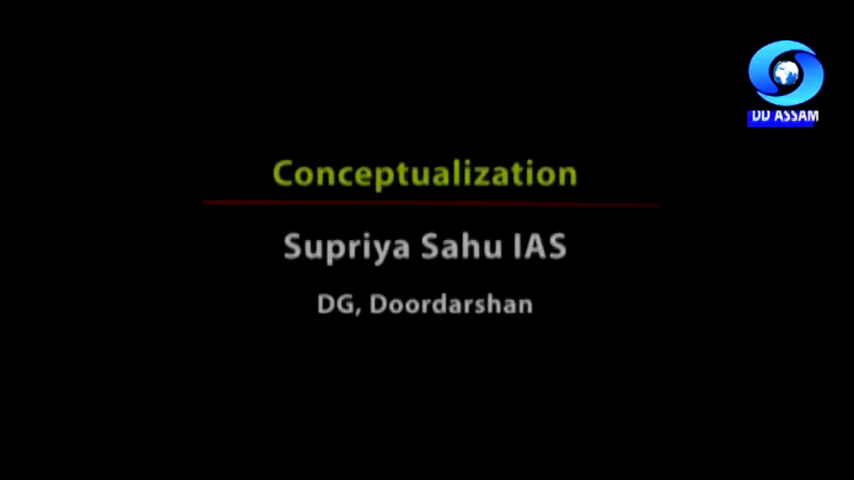 DD ASSAM
Conceptualization
Supriya Sahu IAS
DG, Doordarshan